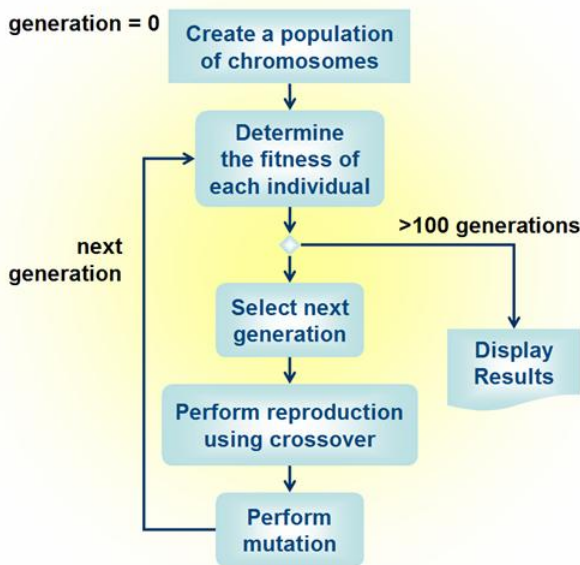 generation = 0
Create a population
of chromosomes
Determine
the fitness of
each individual
>100 generations
next
generation
Select next
generation
Display
Results
Perform reproduction
using crossover
Perform
mutation